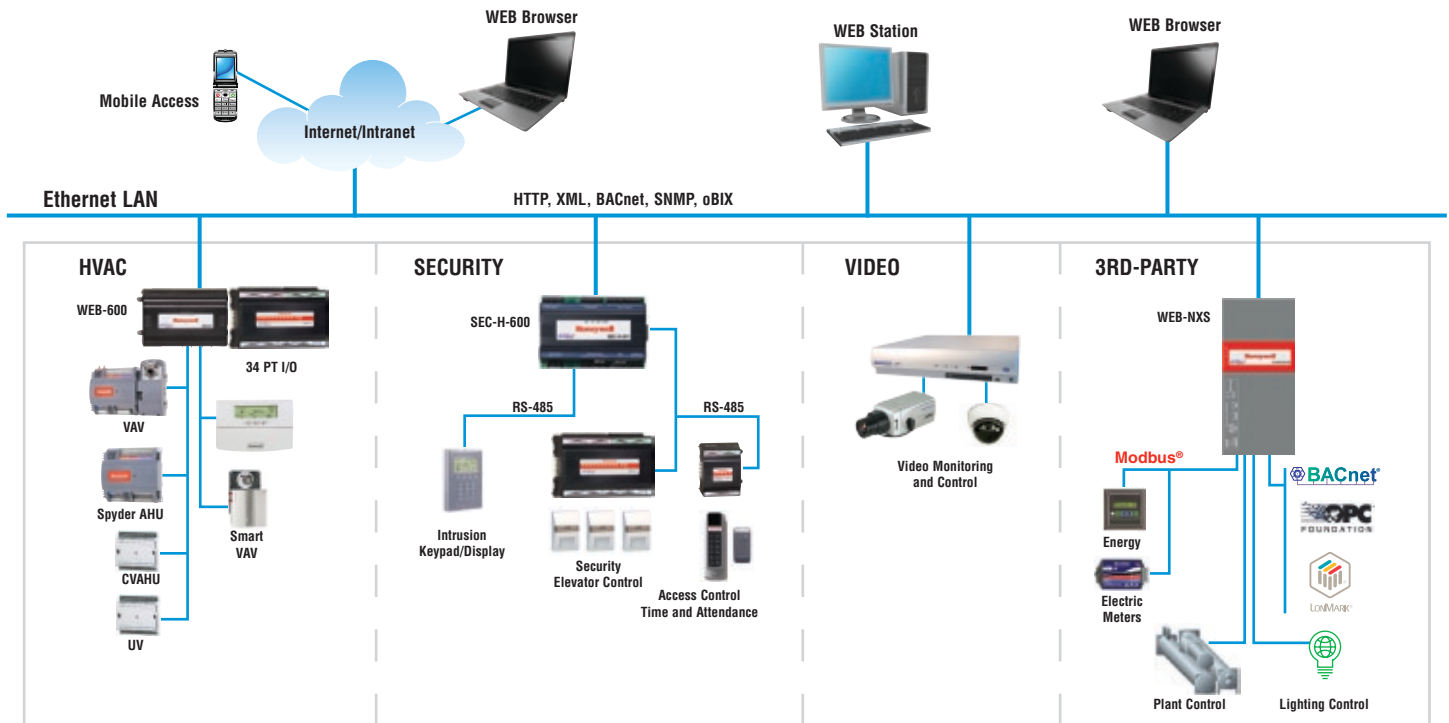 WEB Browser
WEB Station
WEB Browser
Mobile Access
Internet/Intranet
Ethernet LAN
HTTP, XML, BACnet, SNMP, oBIX
HVAC
SECURITY
VIDEO
3RD-PARTY
WEB-600
34 PT I/O
SEC-H-600
WEB-NXS
Honeywell
Honeywell
Honeywell
VAV
Spyder AHU
Smart
VAV
CVAHU
UV
RS-485
RS-485
Intrusion
Keypad/Display
Security
Elevator Control
Access Control
Time and Attendance
Video Monitoring
and Control
Modbus®
BACnet®
OPC
FOUNDATION
LONMARK®
Energy
Electric
Meters
Plant Control
Lighting Control